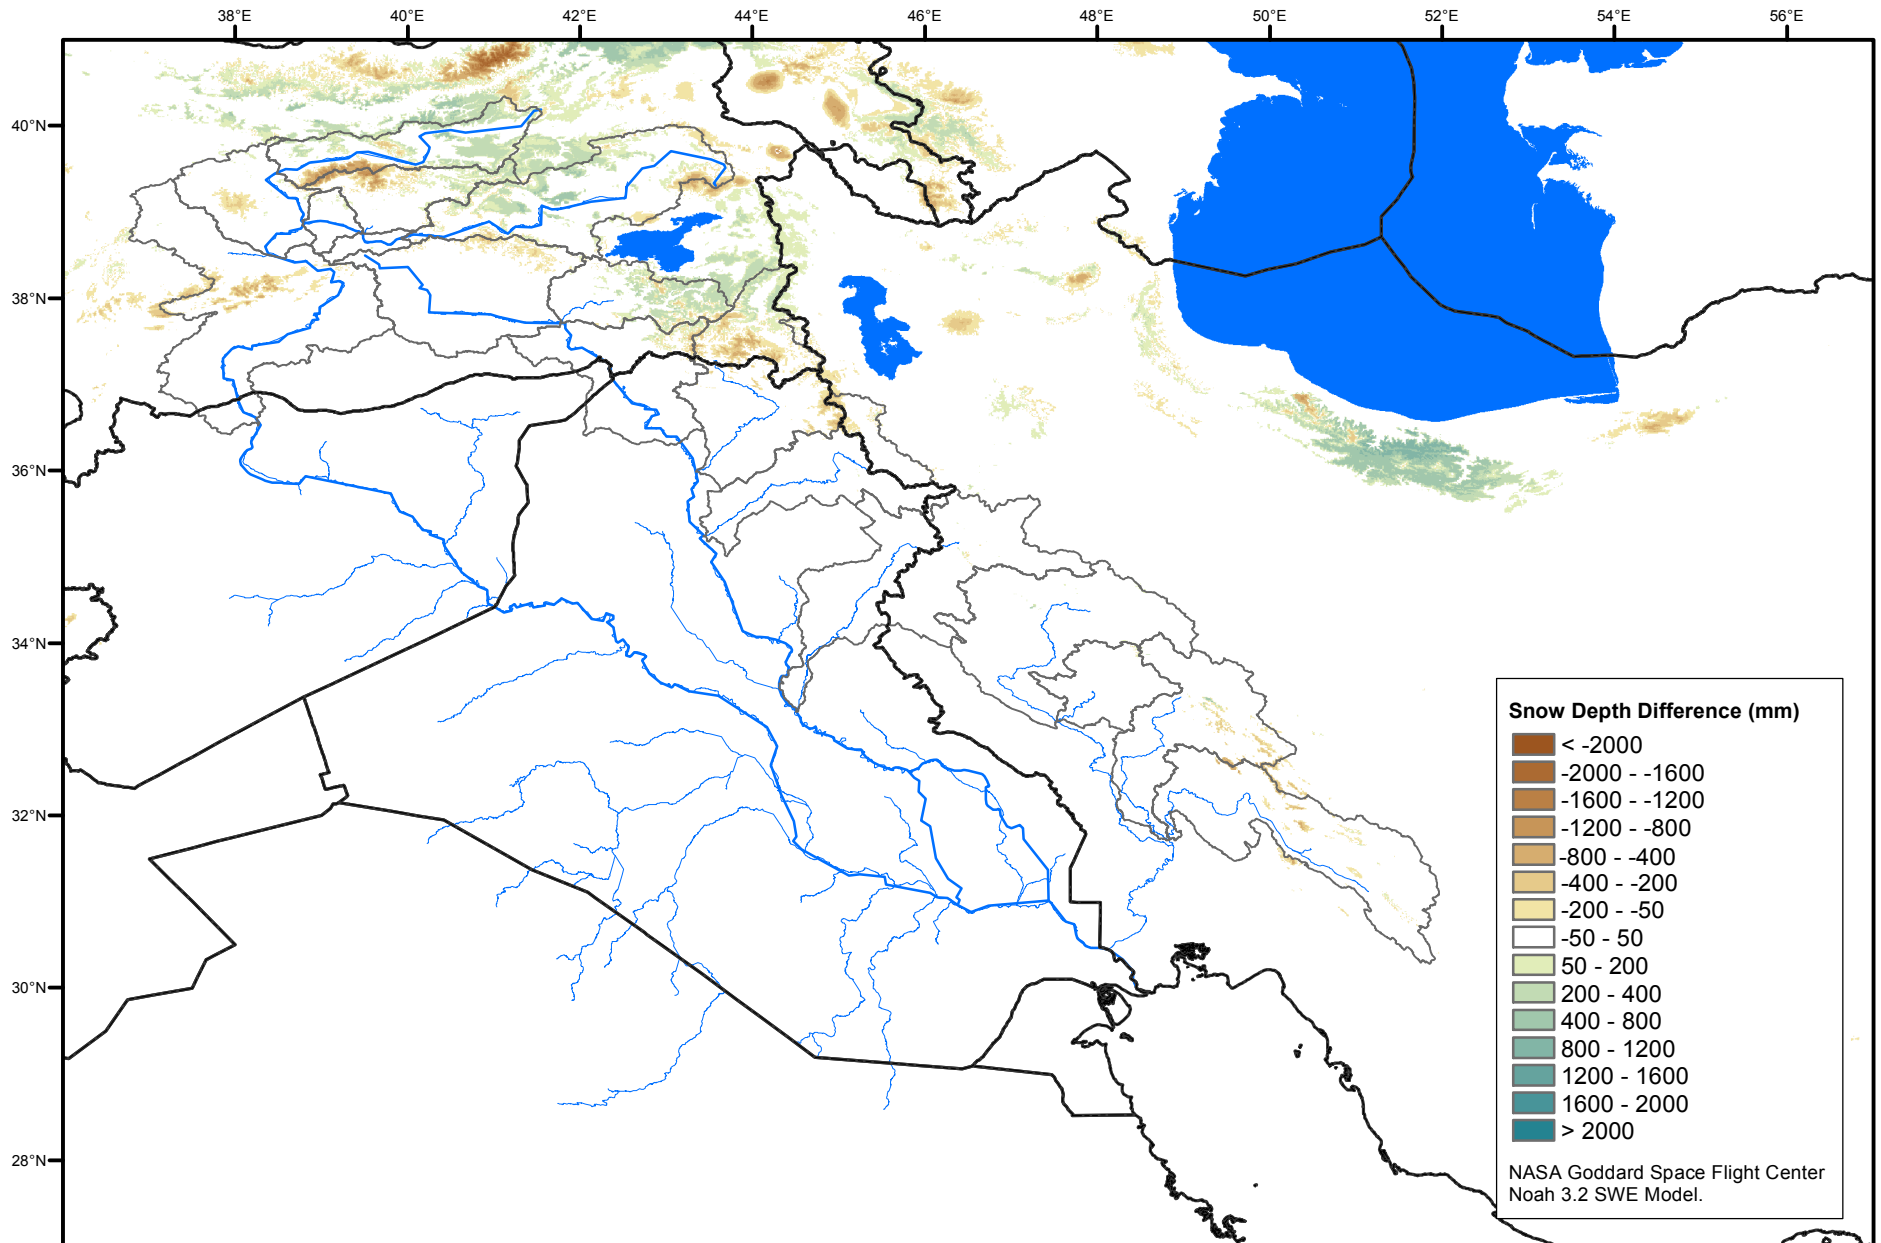 38°E 40°E 42°E 44°E 46°E 48°E 50°E 52°E 54°E 56°E
40°N
38°N
36°N
34°N
32°N
30°N
28°N
Snow Depth Difference (mm)
< -2000
-2000 - -1600
-1600 - -1200
-1200 - -800
-800 - -400
-400 - -200
-200 - -50
-50 - 50
50 - 200
200 - 400
400 - 800
800 - 1200
1200 - 1600
1600 - 2000
> 2000
NASA Goddard Space Flight Center
Noah 3.2 SWE Model.